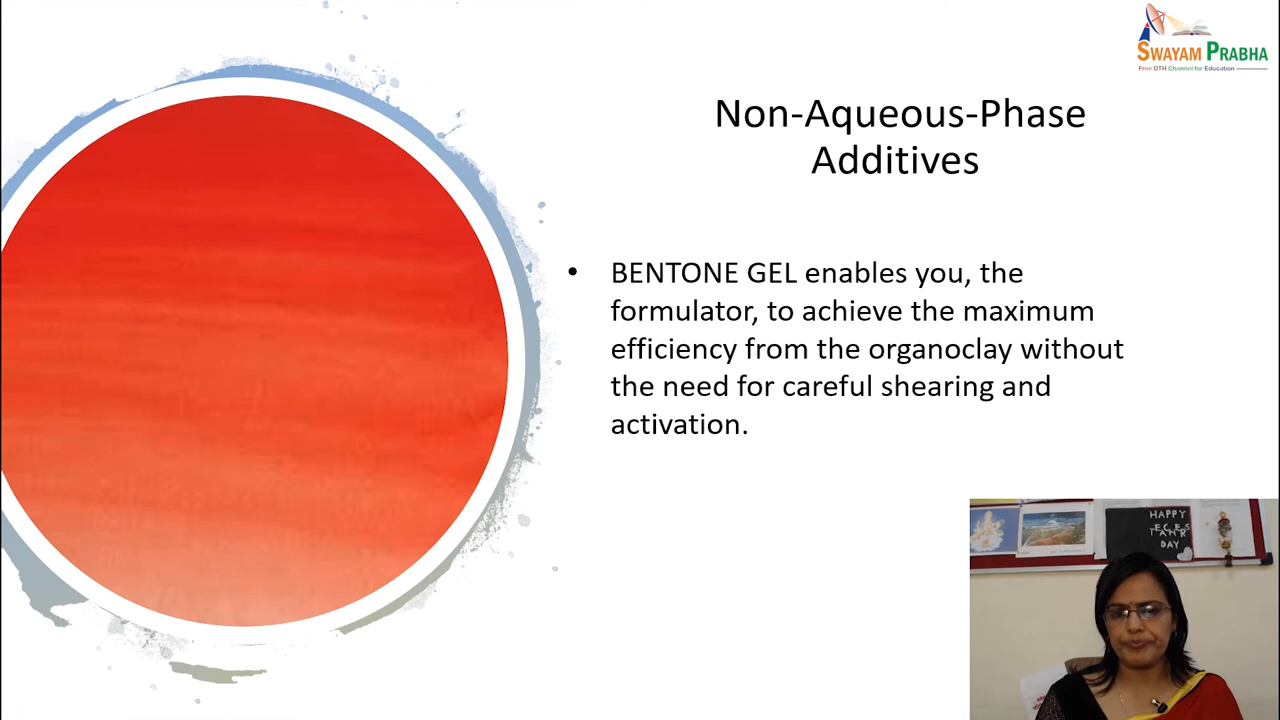 SWAYAM PRABHA
Free DTH Channel for Education
Non-Aqueous-Phase
Additives
• BENTONE GEL enables you, the
formulator, to achieve the maximum
efficiency from the organoclay without
the need for careful shearing and
activation.
HAPPY
DAY